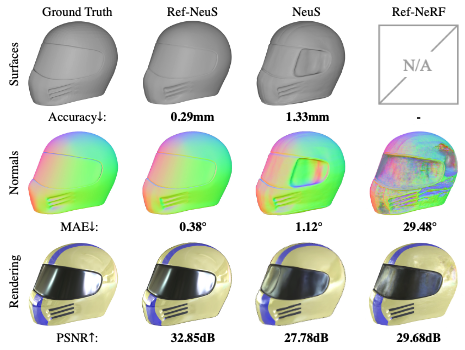 Ground Truth Ref-NeuS NeuS Ref-NeRF
Surfaces
N/A
Accuracy↓: 0.29mm 1.33mm -
Normals
MAE↓: 0.38° 1.12° 29.48°
Rendering
PSNR↑: 32.85dB 27.78dB 29.68dB